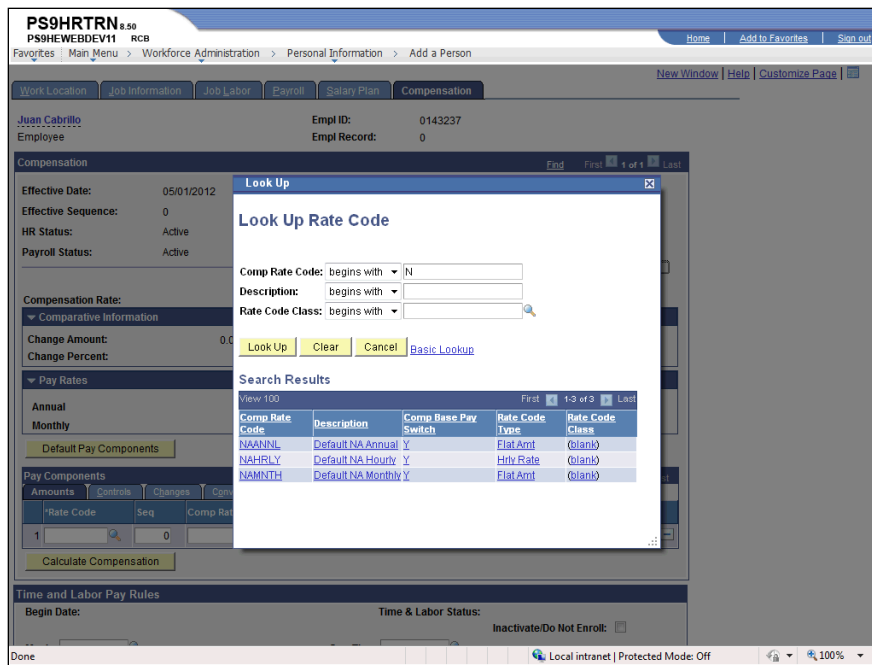 PS9HRTRN 8.50
PS9HEWEBDEV11 RCB
Home Add to Favorites Sign out
Favorites Main Menu > Workforce Administration > Personal Information > Add a Person
New Window Help Customize Page
Work Location Job Information Job Labor Payroll Salary Plan Compensation
Juan Cabrillo Empl ID: 0143237
Employee Empl Record: 0
Compensation Find First 1 of 1 Last
Effective Date: 05/01/2012
Effective Sequence: 0
HR Status: Active
Payroll Status: Active
Compensation Rate:
Comparative Information
Change Amount:
Change Percent:
Pay Rates
Annual
Monthly
Default Pay Components
Pay Components
Amounts Controls Changes
*Rate Code Seq
1 0
Calculate Compensation
Look Up
Look Up Rate Code
Comp Rate Code: begins with N
Description: begins with
Rate Code Class: begins with
Look Up Clear Cancel Basic Lookup
Search Results
View 100 First 1-3 of 3 Last
Comp Rate Code Description Comp Base Pay Switch Rate Code Type Rate Code Class
NAANNL Default NA Annual Y Flat Amt (blank)
NAHRLY Default NA Hourly Y Hrly Rate (blank)
NAMNTH Default NA Monthly Y Flat Amt (blank)
Time and Labor Pay Rules
Begin Date: Time & Labor Status:
Inactivate/Do Not Enroll:
Done Local intranet | Protected Mode: Off 100%